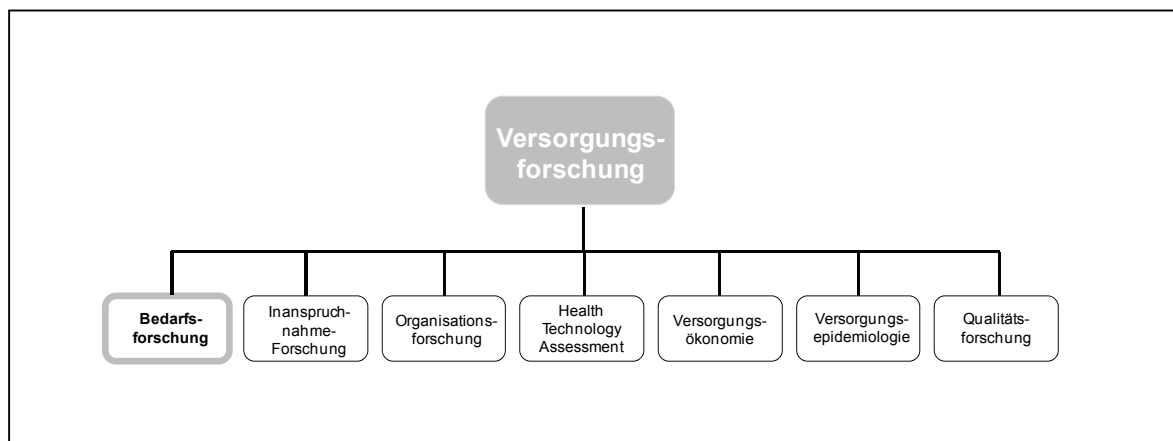 Versorgungs-
forschung
Bedarfs-
forschung
Inanspruch-
nahme-
Forschung
Organisations-
forschung
Health
Technology
Assessment
Versorgungs-
ökonomie
Versorgungs-
epidemiologie
Qualitäts-
forschung